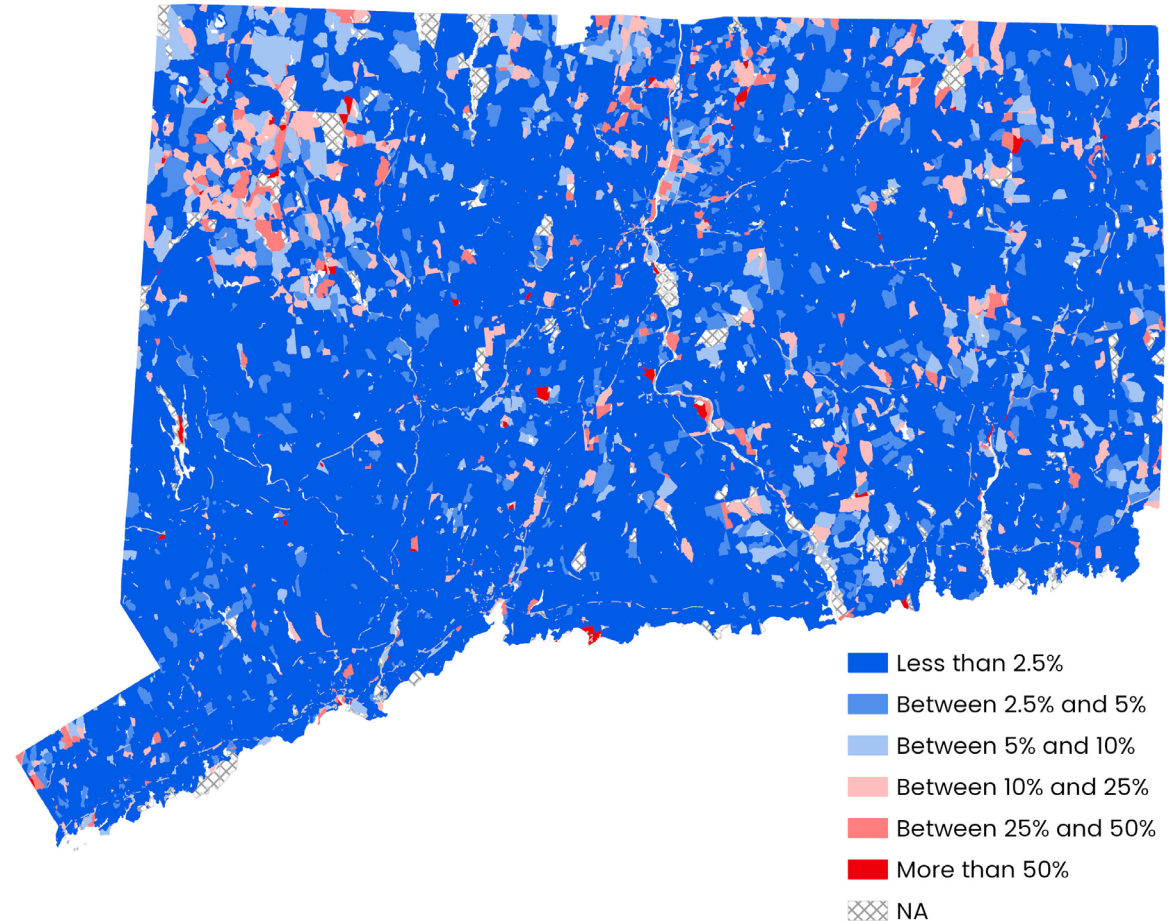 Less than 2.5%
Between 2.5% and 5%
Between 5% and 10%
Between 10% and 25%
Between 25% and 50%
More than 50%
NA